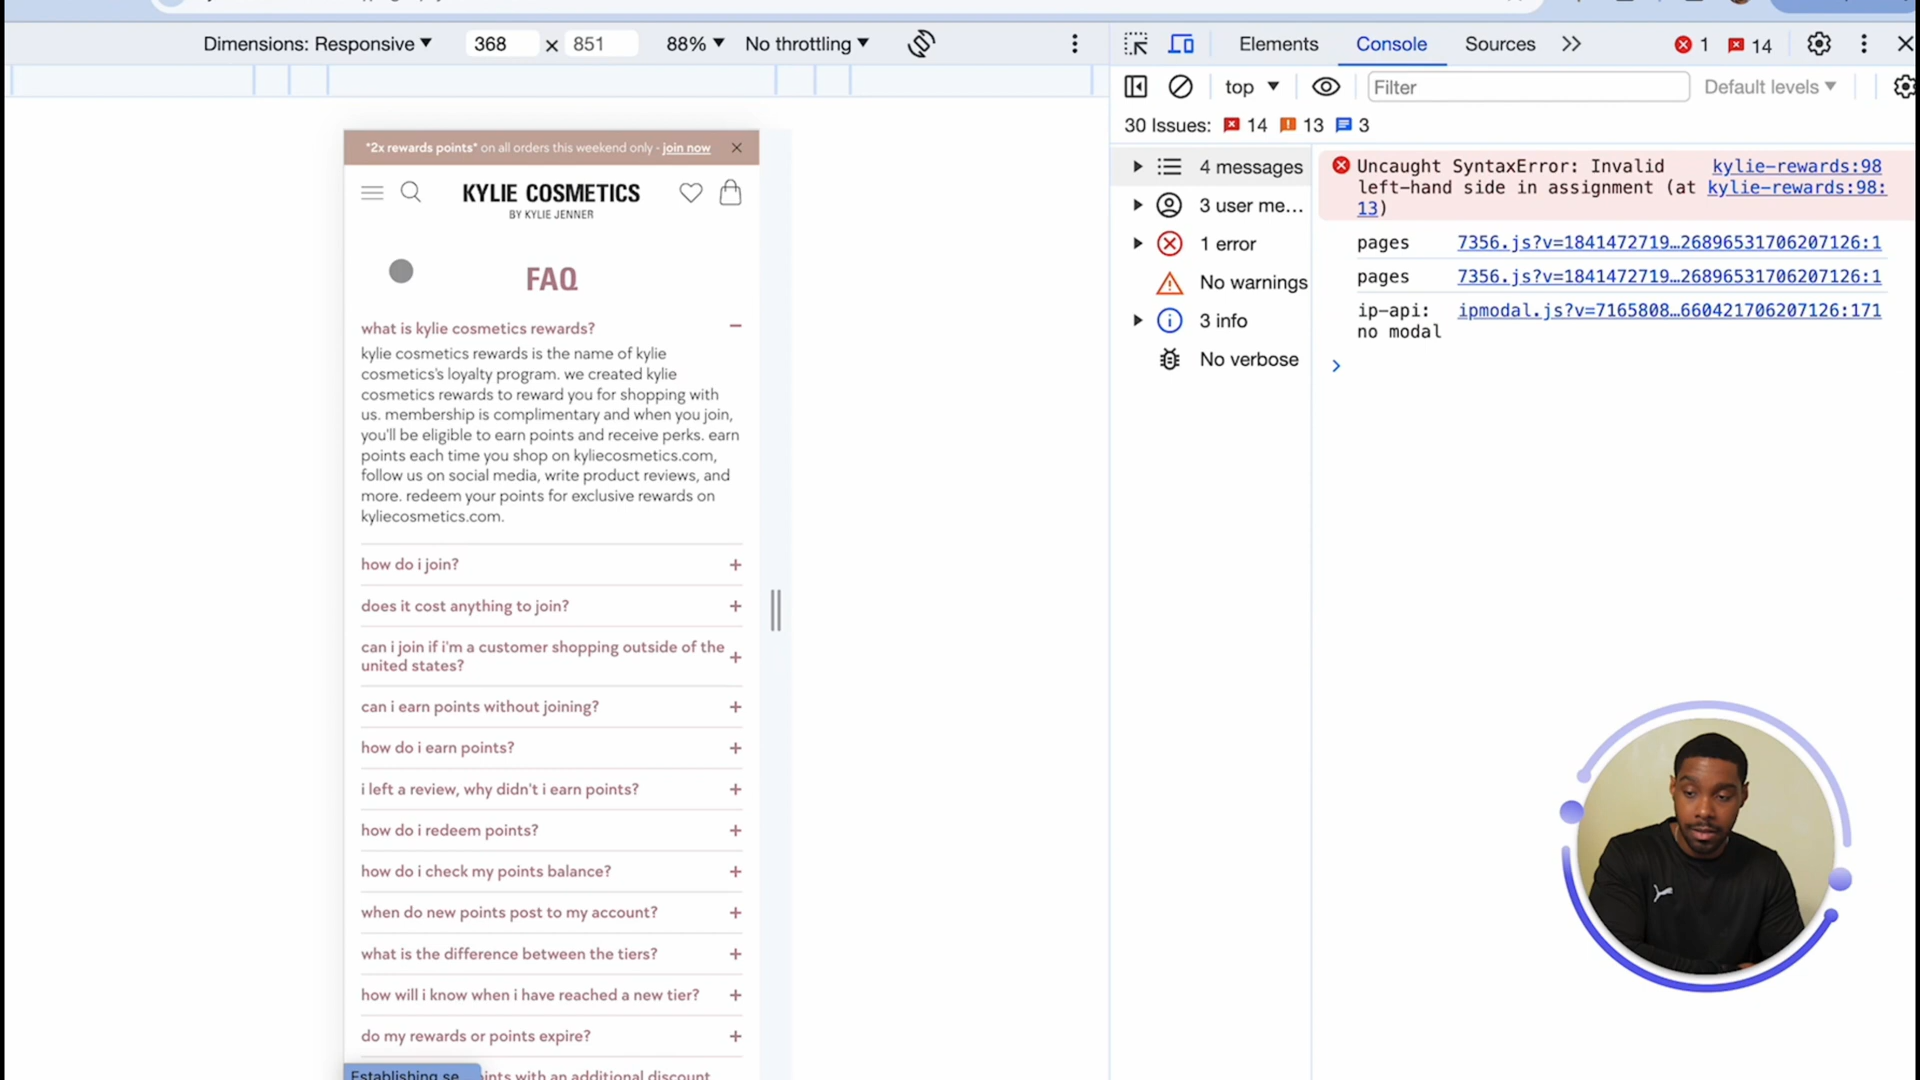 Dimensions: Responsive 368 × 851 88% No throttling
Elements Console Sources 1 14
top Filter Default levels
30 Issues: 14 13 3
4 messages
3 user me...
1 error
No warnings
3 info
No verbose
Uncaught SyntaxError: Invalid kylie-rewards:98
left-hand side in assignment (at kylie-rewards:98:
13)
pages 7356.js?v=1841472719…26896531706207126:1
pages 7356.js?v=1841472719…26896531706207126:1
ip-api: ipmodal.js?v=7165808…660421706207126:171
no modal
*2x rewards points* on all orders this weekend only - join now
KYLIE COSMETICS
BY KYLIE JENNER
FAQ
what is kylie cosmetics rewards?
kylie cosmetics rewards is the name of kylie
cosmetics's loyalty program. we created kylie
cosmetics rewards to reward you for shopping with
us. membership is complimentary and when you join,
you'll be eligible to earn points and receive perks. earn
points each time you shop on kyliecosmetics.com,
follow us on social media, write product reviews, and
more. redeem your points for exclusive rewards on
kyliecosmetics.com.
how do i join?
does it cost anything to join?
can i join if i'm a customer shopping outside of the
united states?
can i earn points without joining?
how do i earn points?
i left a review, why didn't i earn points?
how do i redeem points?
how do i check my points balance?
when do new points post to my account?
what is the difference between the tiers?
how will i know when i have reached a new tier?
do my rewards or points expire?
Establishing se... with an additional discount